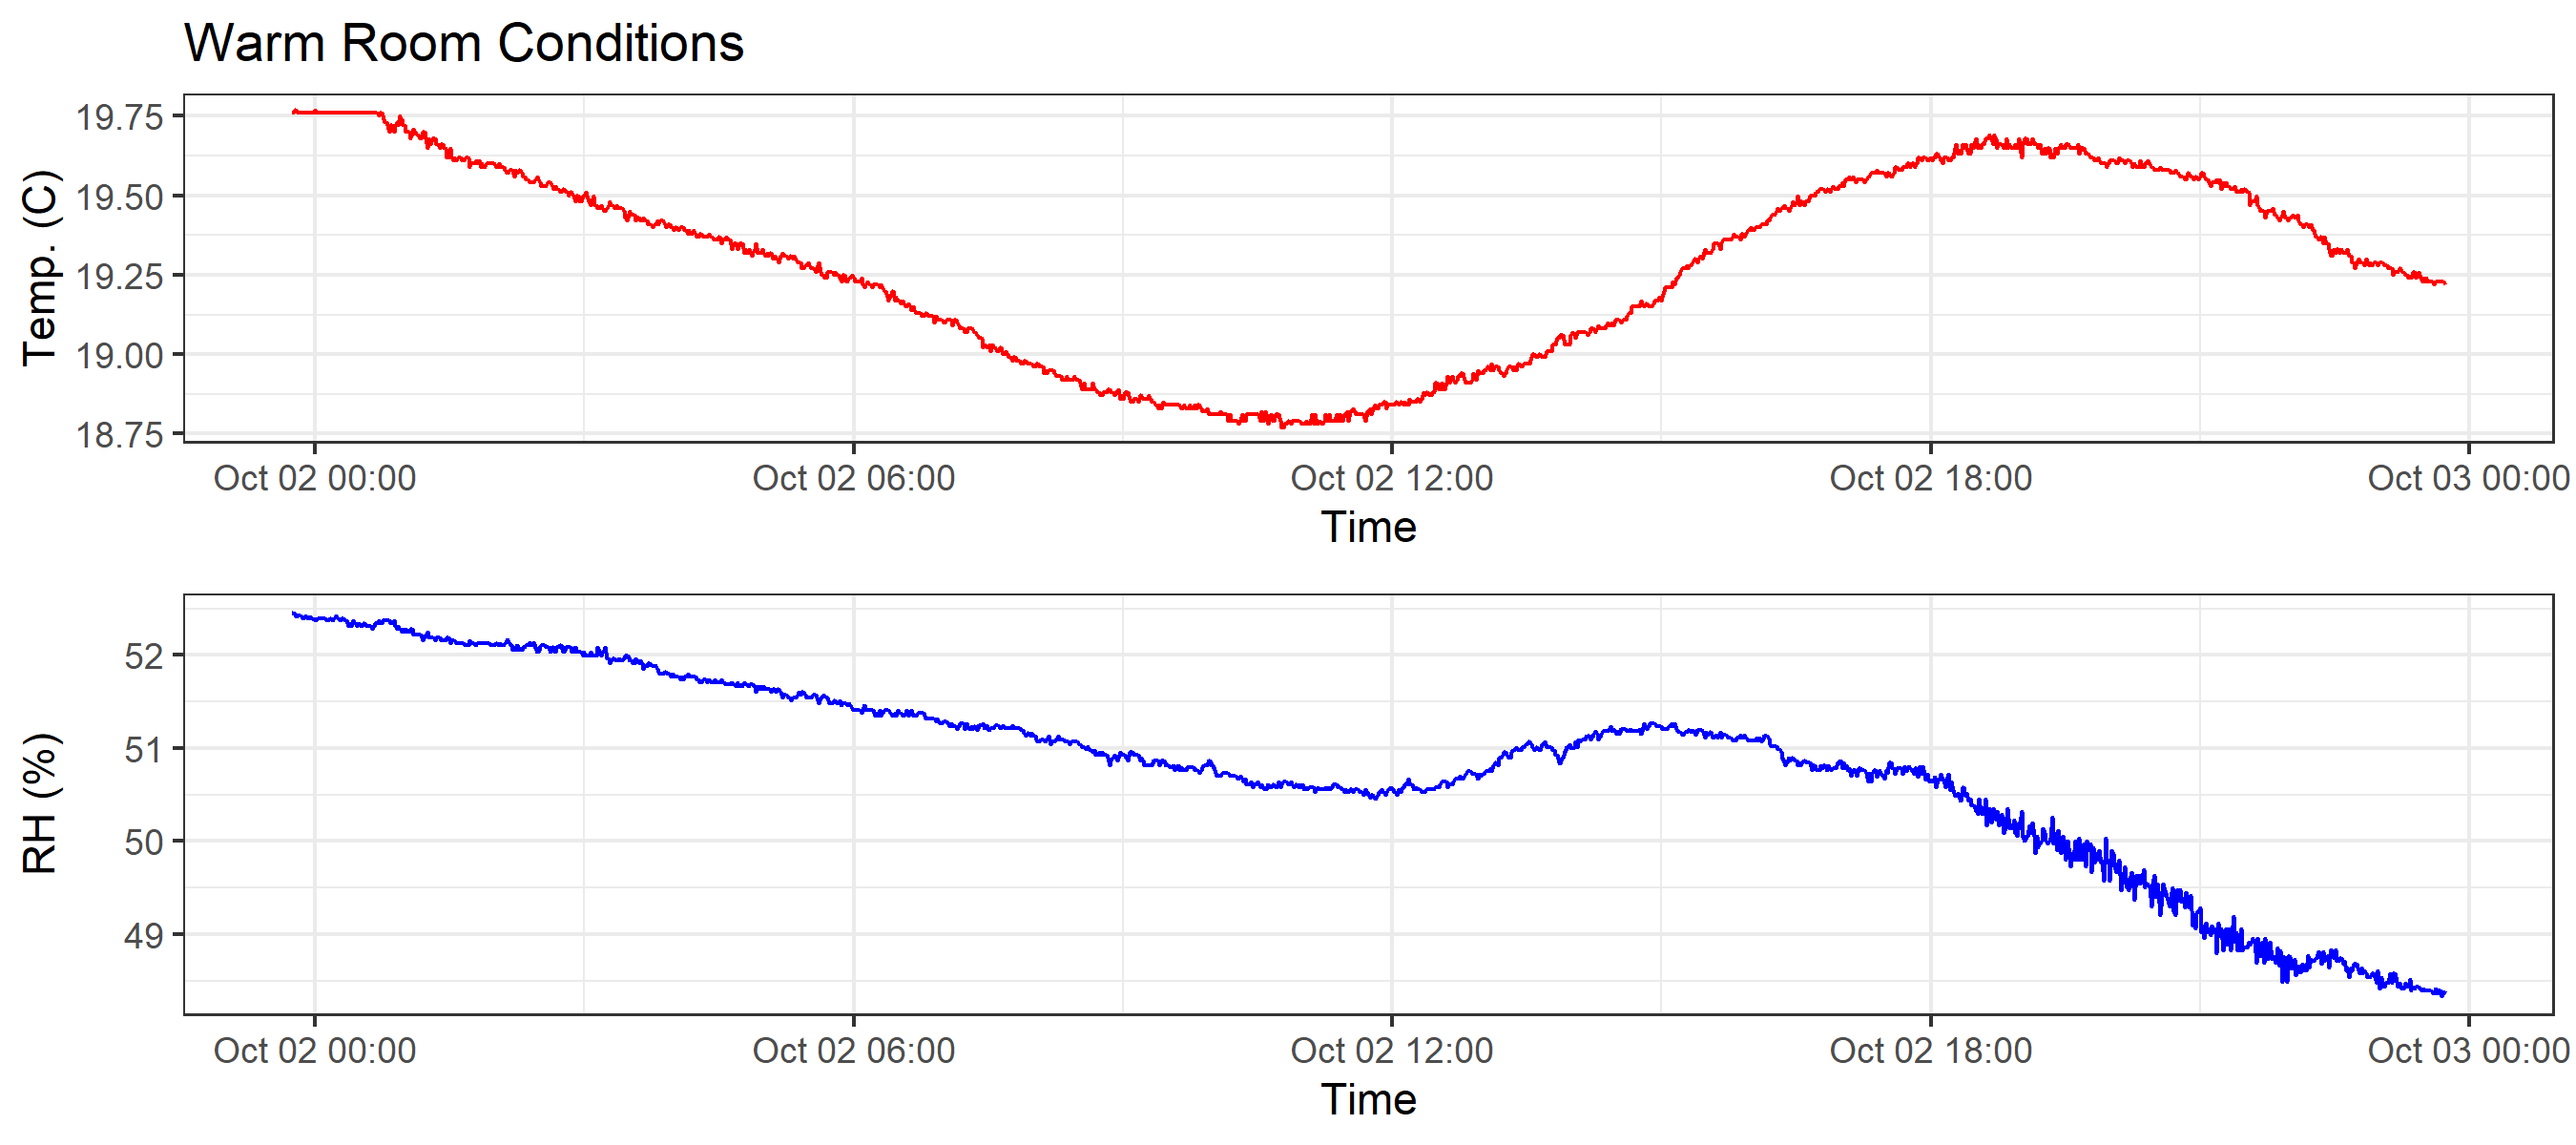 Warm Room Conditions
Temp. (C)
19.75
19.50
19.25
19.00
18.75
Oct 02 00:00 Oct 02 06:00 Oct 02 12:00 Oct 02 18:00 Oct 03 00:00
Time
RH (%)
52
51
50
49
Oct 02 00:00 Oct 02 06:00 Oct 02 12:00 Oct 02 18:00 Oct 03 00:00
Time